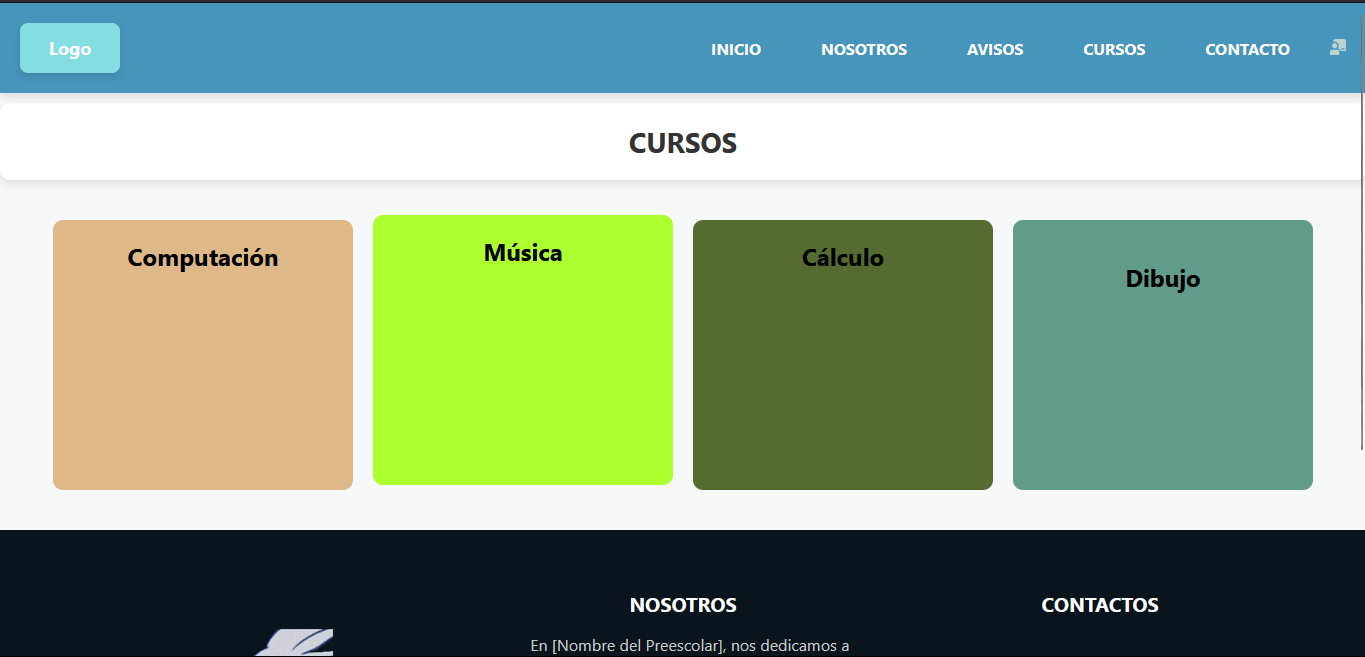 Logo
INICIO NOSOTROS AVISOS CURSOS CONTACTO
CURSOS
Computación
Música
Cálculo
Dibujo
NOSOTROS
CONTACTOS
En [Nombre del Preescolar], nos dedicamos a